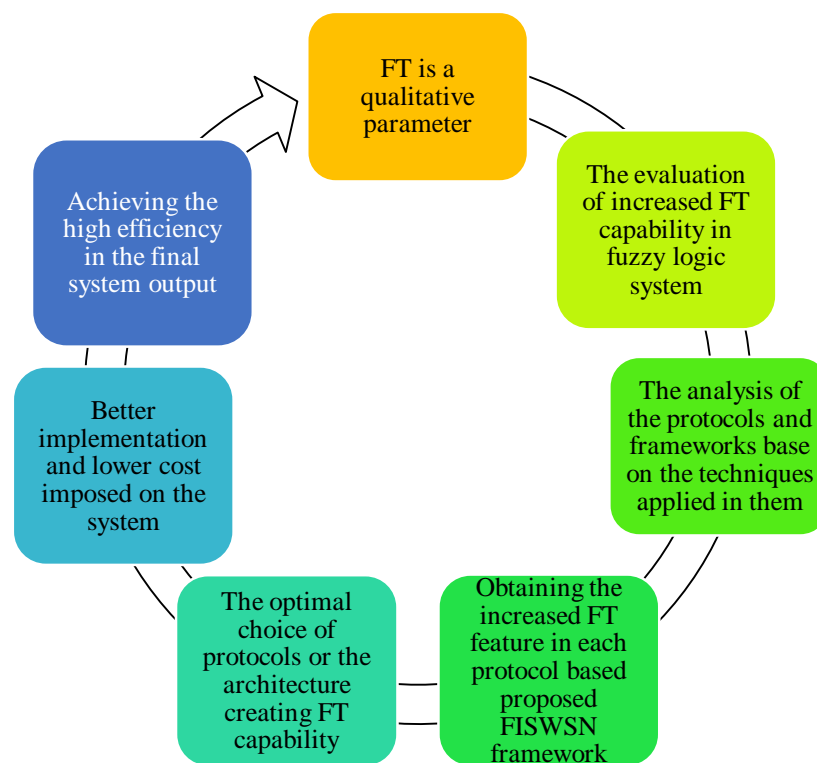 FT is a
qualitative
parameter
The evaluation
of increased FT
capability in
fuzzy logic
system
The analysis of
the protocols and
frameworks base
on the techniques
applied in them
Obtaining the
increased FT
feature in each
protocol based
proposed
FISWSN
framework
The optimal
choice of
protocols or the
architecture
creating FT
capability
Better
implementation
and lower cost
imposed on the
system
Achieving the
high efficiency
in the final
system output